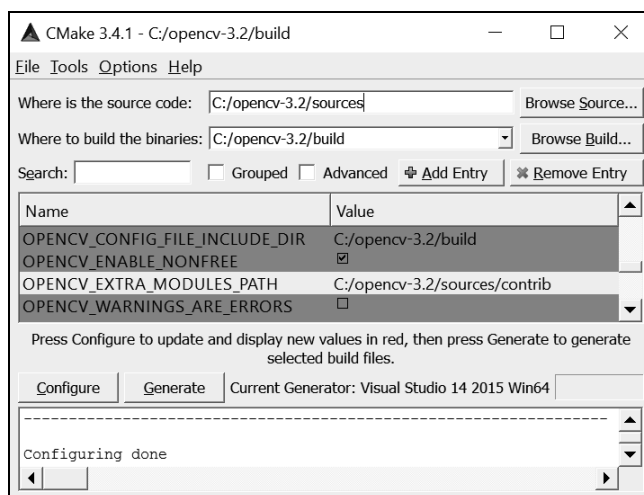 CMake 3.4.1 - C:/opencv-3.2/build
File Tools Options Help
Where is the source code: C:/opencv-3.2/sources Browse Source...
Where to build the binaries: C:/opencv-3.2/build Browse Build...
Search: Grouped Advanced Add Entry Remove Entry
Name Value
OPENCV_CONFIG_FILE_INCLUDE_DIR C:/opencv-3.2/build
OPENCV_ENABLE_NONFREE
OPENCV_EXTRA_MODULES_PATH C:/opencv-3.2/sources/contrib
OPENCV_WARNINGS_ARE_ERRORS
Press Configure to update and display new values in red, then press Generate to generate
selected build files.
Configure Generate Current Generator: Visual Studio 14 2015 Win64
--------------------------------------------------------------------
Configuring done